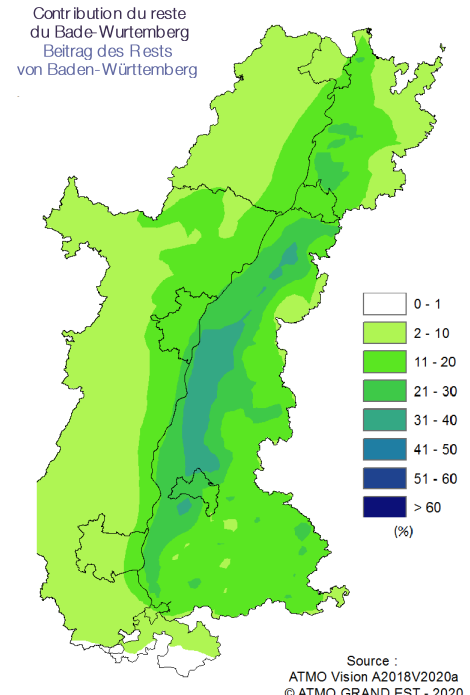 Contribution du reste
du Bade-Wurtemberg
Beitrag des Rests
von Baden-Württemberg
0 - 1
2 - 10
11 - 20
21 - 30
31 - 40
41 - 50
51 - 60
> 60
(%)
Source :
ATMO Vision A2018V2020a
© ATMO GRAND EST - 2020